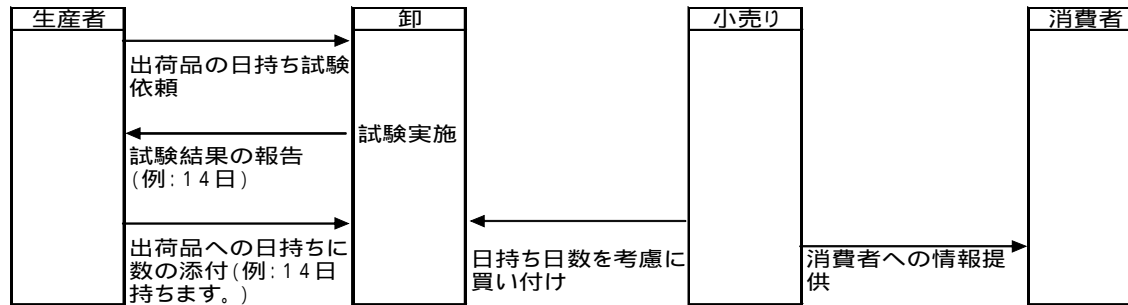 生産者
卸
小売り
消費者
出荷品の日持ち試験
依頼
試験実施
試験結果の報告
(例:14日)
出荷品への日持ちに
数の添付(例:14日
持ちます。)
日持ち日数を考慮に
買い付け
消費者への情報提
供